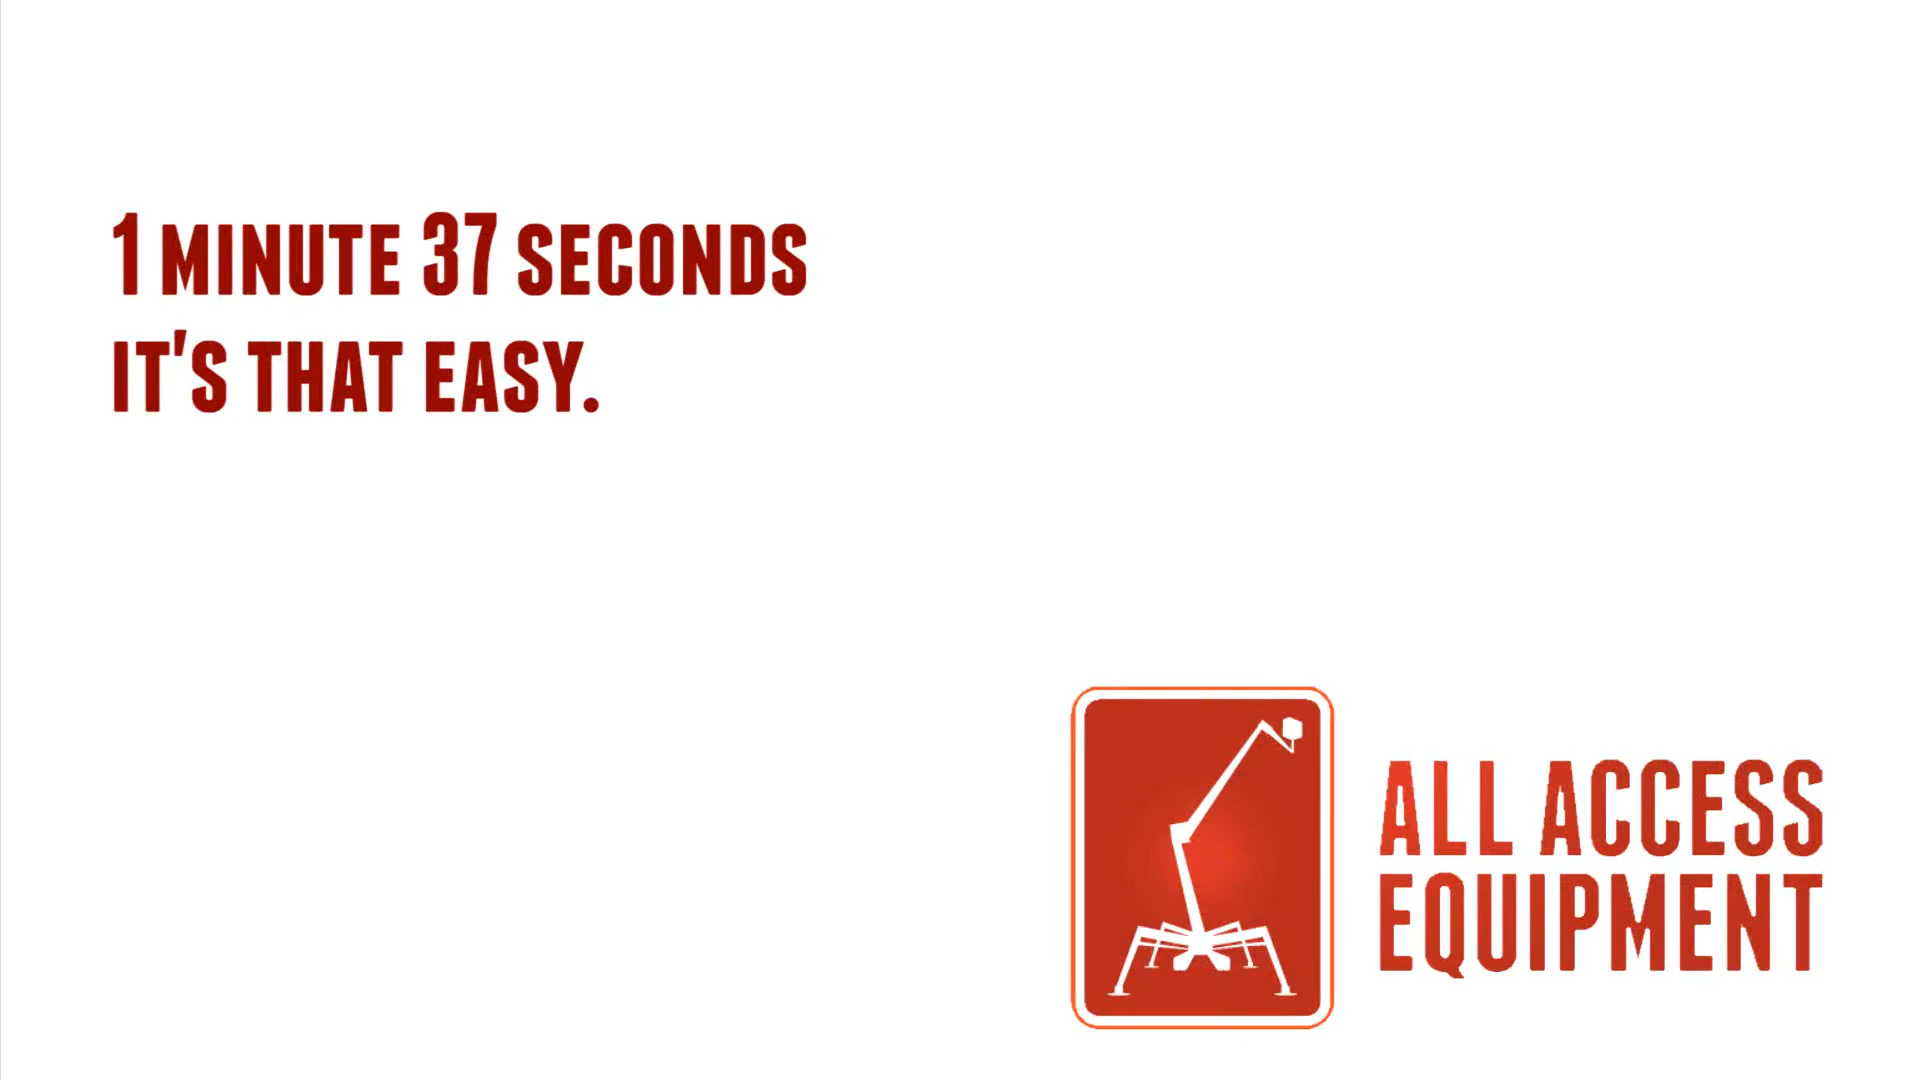 1 MINUTE 37 SECONDS
IT'S THAT EASY.
ALL ACCESS
EQUIPMENT